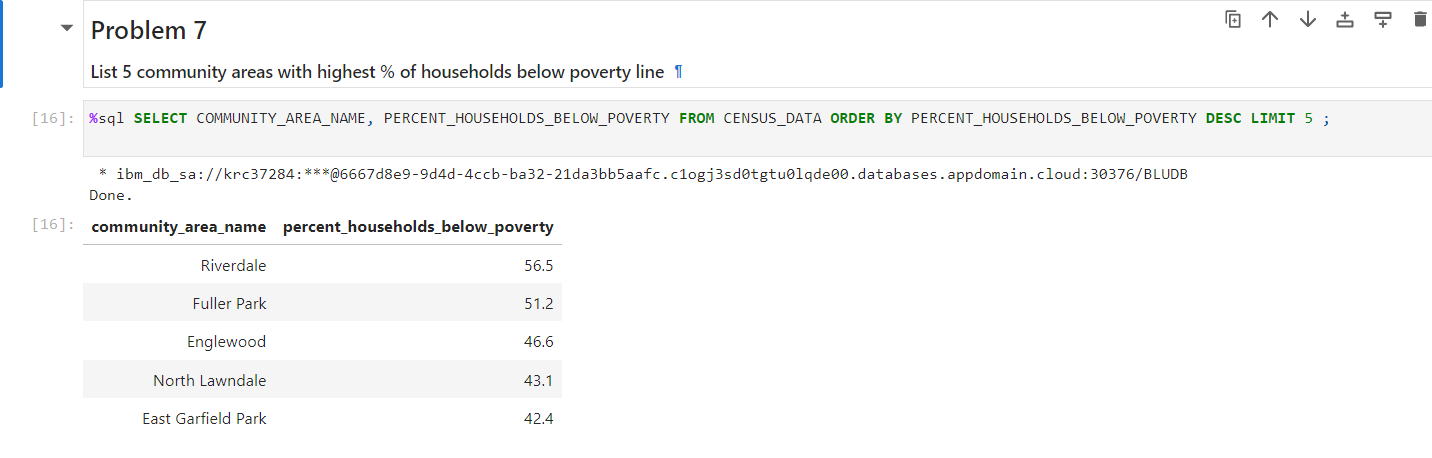 Problem 7
List 5 community areas with highest % of households below poverty line ¶
[16]: %sql SELECT COMMUNITY_AREA_NAME, PERCENT_HOUSEHOLDS_BELOW_POVERTY FROM CENSUS_DATA ORDER BY PERCENT_HOUSEHOLDS_BELOW_POVERTY DESC LIMIT 5 ;
* ibm_db_sa://krc37284:***@6667d8e9-9d4d-4ccb-ba32-21da3bb5aafc.c1ogj3sd0tgtu0lqde00.databases.appdomain.cloud:30376/BLUDB
Done.
[16]: community_area_name percent_households_below_poverty
Riverdale 56.5
Fuller Park 51.2
Englewood 46.6
North Lawndale 43.1
East Garfield Park 42.4